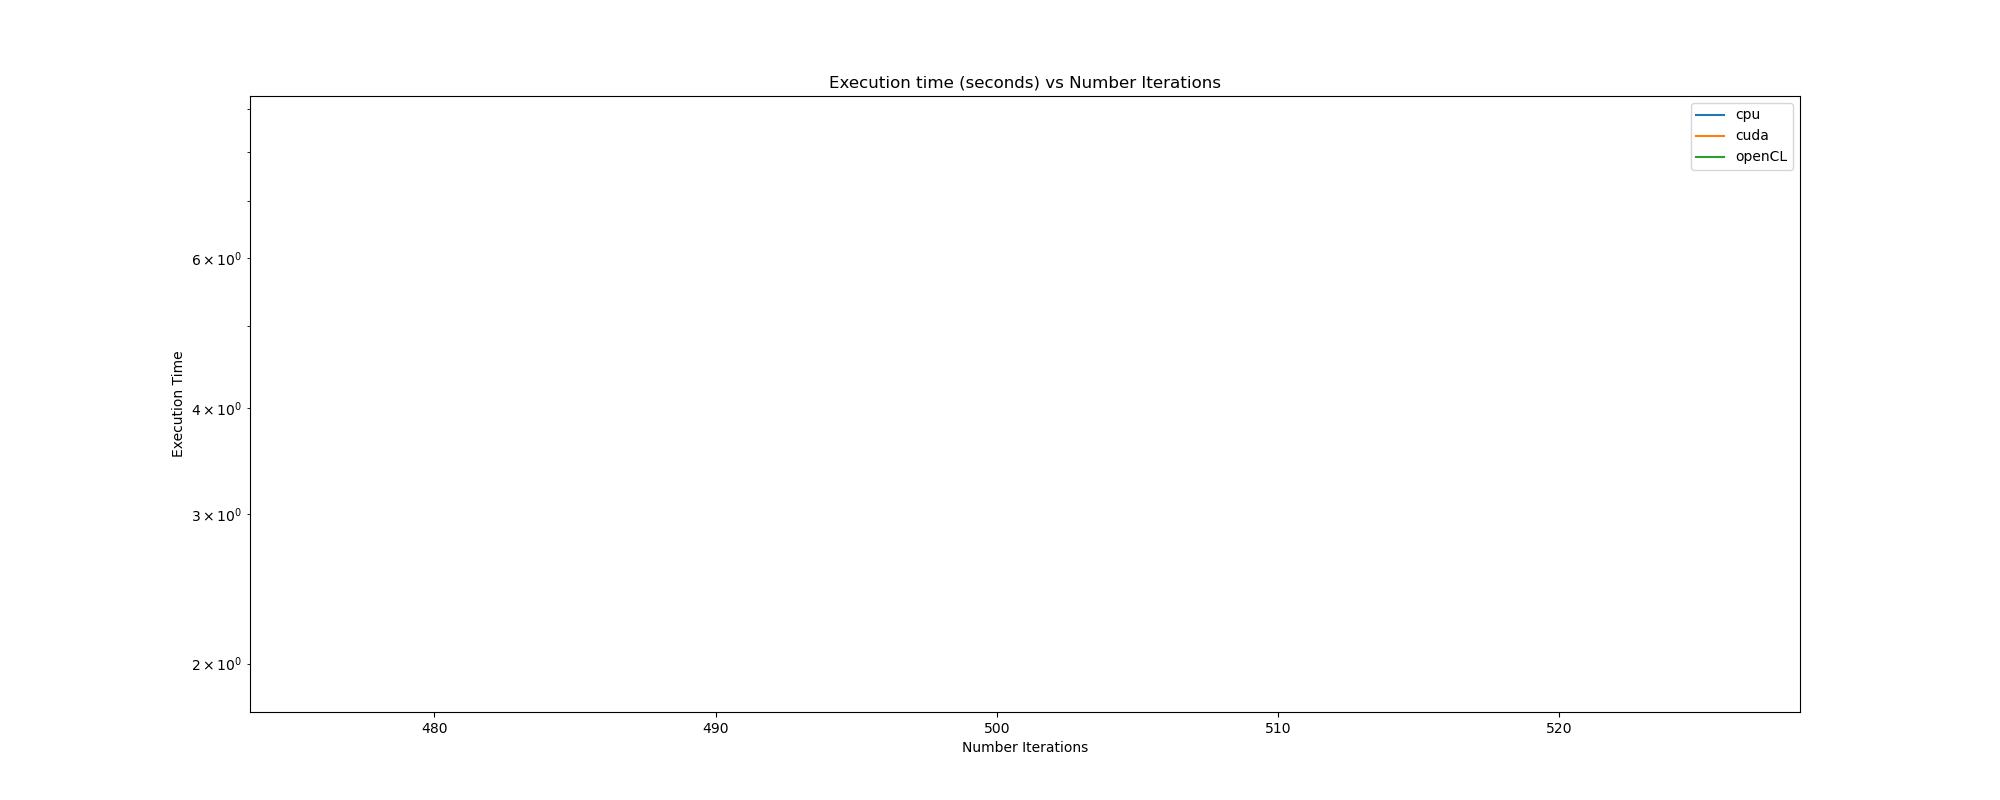 Execution time (seconds) vs Number Iterations
cpu
cuda
openCL
6 × 10⁰
4 × 10⁰
3 × 10⁰
2 × 10⁰
Execution Time
480 490 500 510 520
Number Iterations